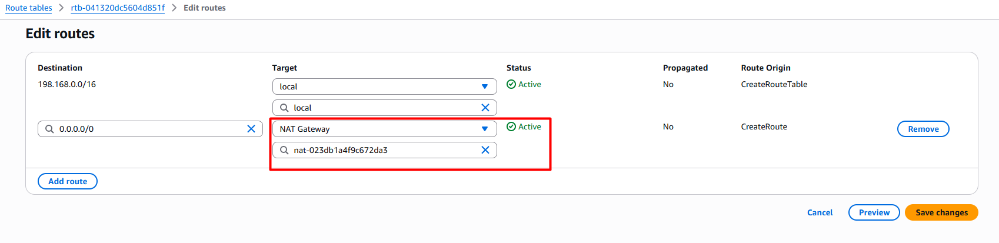 Route tables > rtb-041320dc5604d851f > Edit routes
Edit routes
Destination Target Status Propagated Route Origin
198.168.0.0/16 local Active No CreateRouteTable
local
0.0.0.0/0 NAT Gateway Active No CreateRoute Remove
nat-023db1a4f9c672da3
Add route
Cancel Preview Save changes